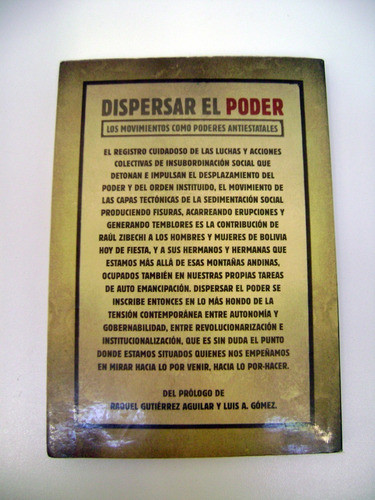 DISPERSAR EL PODER
LOS MOVIMIENTOS COMO PODERES ANTIESTATALES
EL REGISTRO CUIDADOSO DE LAS LUCHAS Y ACCIONES
COLECTIVAS DE INSUBORDINACIÓN SOCIAL QUE
DETONAN E IMPULSAN EL DESPLAZAMIENTO DEL
PODER Y DEL ORDEN INSTITUIDO, EL MOVIMIENTO DE
LAS CAPAS TECTÓNICAS DE LA SEDIMENTACIÓN SOCIAL
PRODUCIENDO FISURAS, ACARREANDO ERUPCIONES Y
GENERANDO TEMBLORES ES LA CONTRIBUCIÓN DE
RAÚL ZIBECHI A LOS HOMBRES Y MUJERES DE BOLIVIA
HOY DE FIESTA, Y A SUS HERMANOS Y HERMANAS QUE
ESTAMOS MÁS ALLÁ DE ESAS MONTAÑAS ANDINAS,
OCUPADOS TAMBIÉN EN NUESTRAS PROPIAS TAREAS
DE AUTO EMANCIPACIÓN. DISPERSAR EL PODER SE
INSCRIBE ENTONCES EN LO MÁS HONDO DE LA
TENSIÓN CONTEMPORÁNEA ENTRE AUTONOMÍA Y
GOBERNABILIDAD, ENTRE REVOLUCIONARIZACIÓN E
INSTITUCIONALIZACIÓN, QUE ES SIN DUDA EL PUNTO
DONDE ESTAMOS SITUADOS QUIENES NOS EMPEÑAMOS
EN MIRAR HACIA LO POR VENIR, HACIA LO POR-HACER.
DEL PRÓLOGO DE
RAQUEL GUTIÉRREZ AGUILAR Y LUIS A. GÓMEZ.